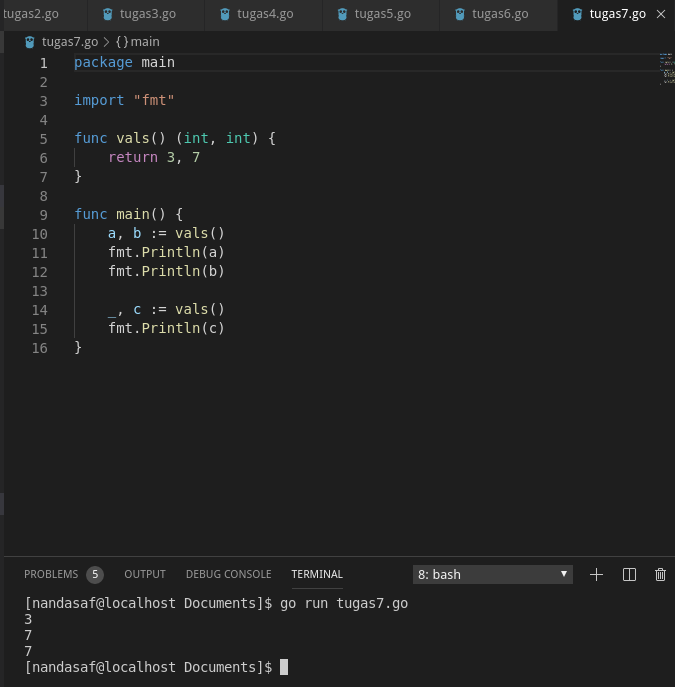 tugas2.go tugas3.go tugas4.go tugas5.go tugas6.go tugas7.go ×
tugas7.go > {} main
1 package main
2
3 import "fmt"
4
5 func vals() (int, int) {
6     return 3, 7
7 }
8
9 func main() {
10     a, b := vals()
11     fmt.Println(a)
12     fmt.Println(b)
13
14     _, c := vals()
15     fmt.Println(c)
16 }
PROBLEMS 5 OUTPUT DEBUG CONSOLE TERMINAL 8: bash
[nandasaf@localhost Documents]$ go run tugas7.go
3
7
7
[nandasaf@localhost Documents]$